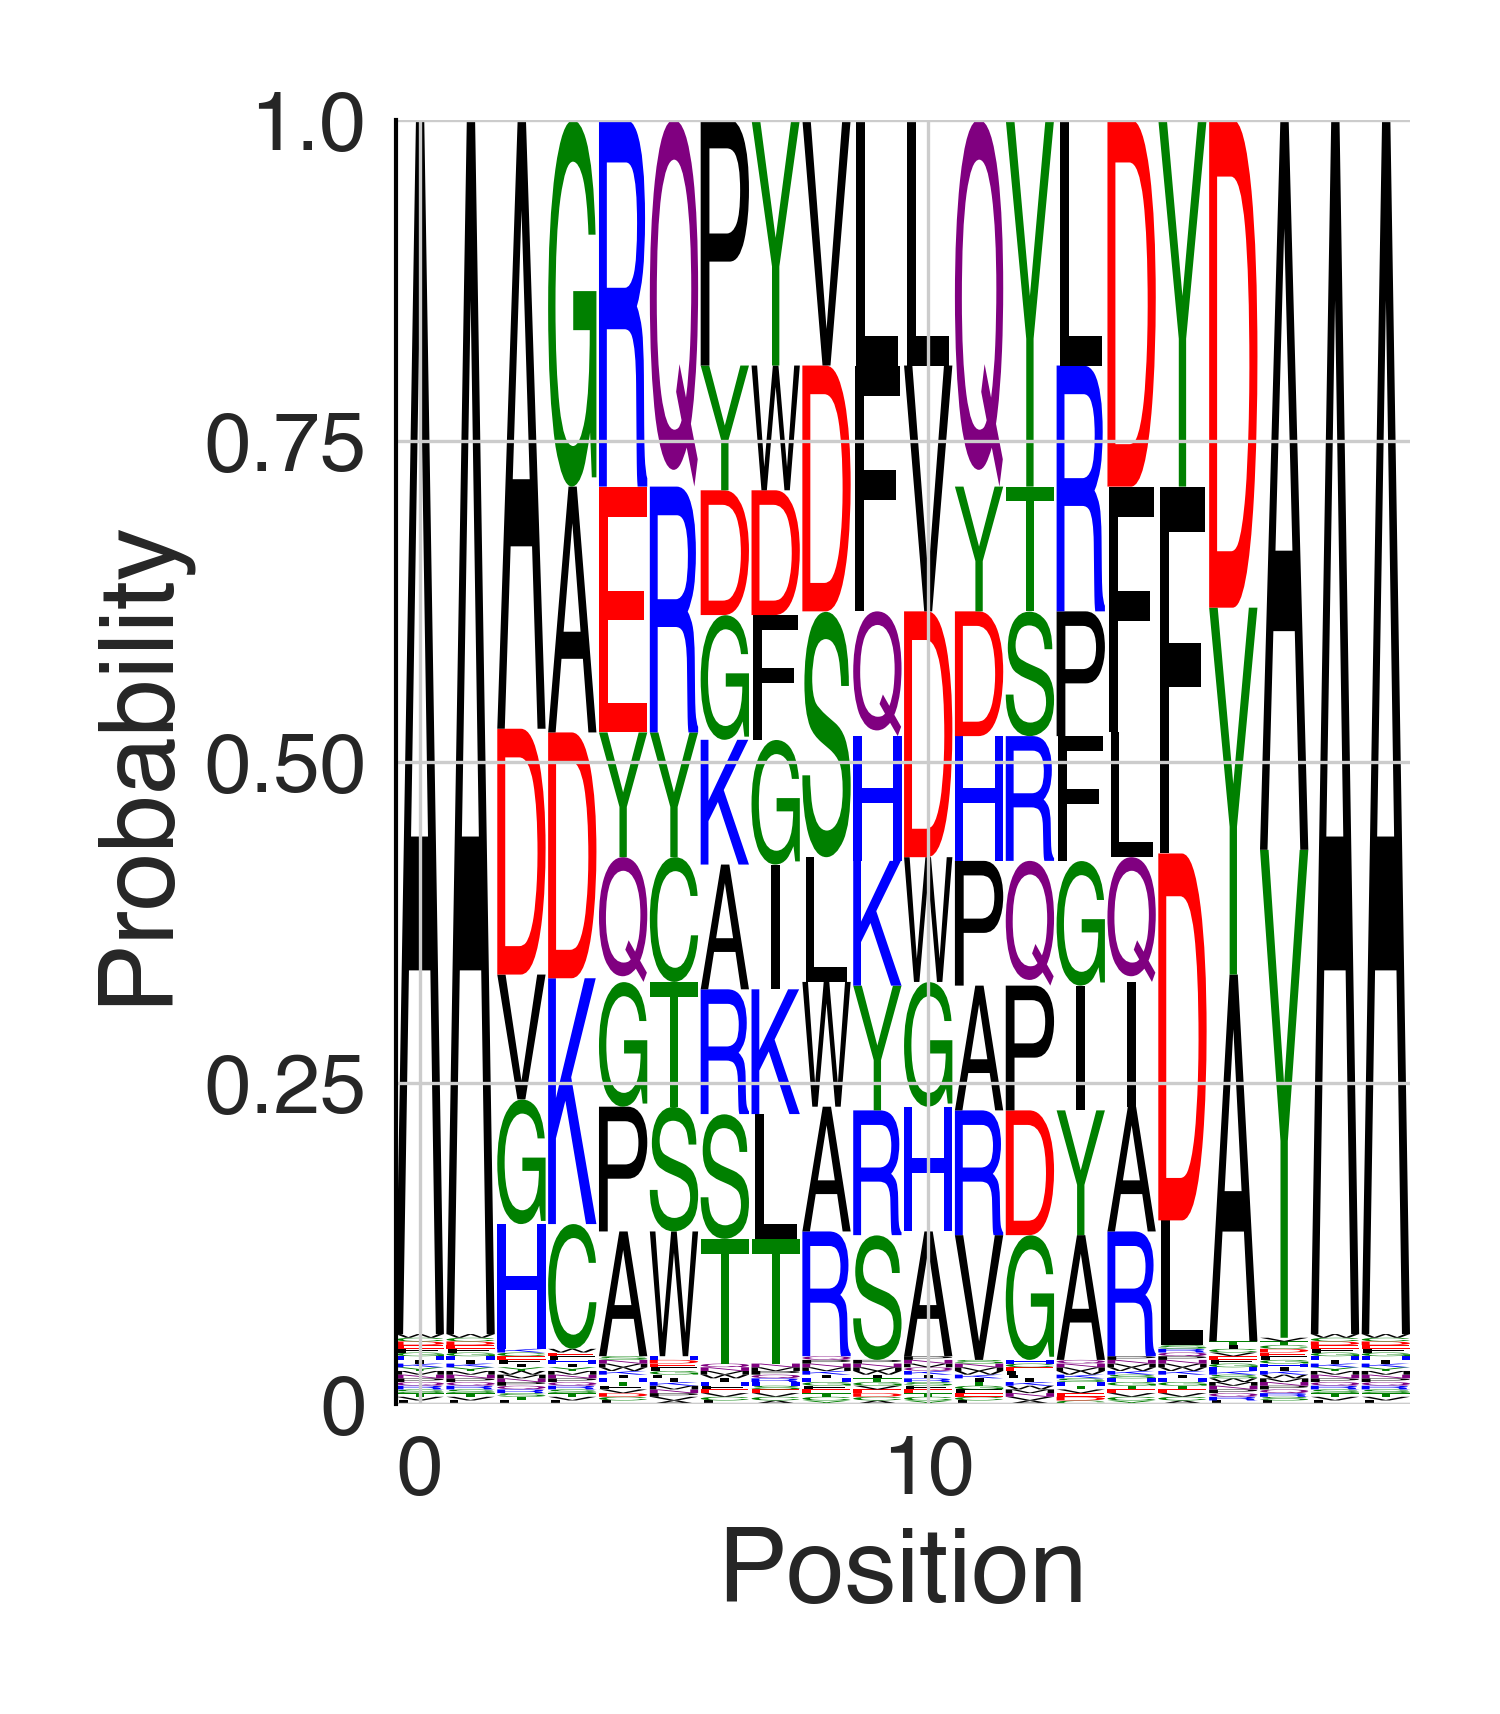 1.0
0.75
0.50
0.25
0
Probability
A A A G R Q P Y V L L Q Y L D Y D A A A
Y W D F V R
A E R D D Y T F F
G F S Q D D S P Y
D D Y Y K G H H R F L
Q C A I L K W P Q G Q D Y
V K G T R K W Y G A P I I A
G P S S L A R H R D Y A
H C A W T T R S A V G A R L
0 10
Position